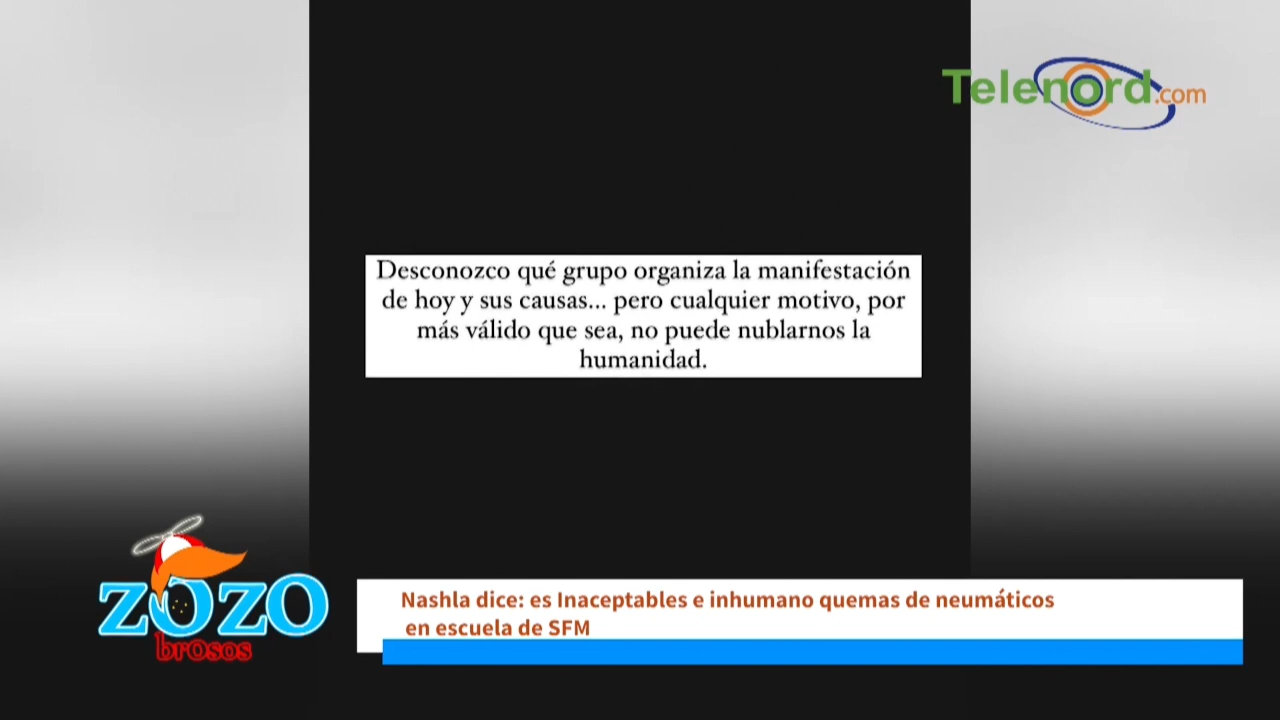 Telenord.com
Desconozco qué grupo organiza la manifestación
de hoy y sus causas... pero cualquier motivo, por
más válido que sea, no puede nublarnos la
humanidad.
zozo
brosos
Nashla dice: es Inaceptables e inhumano quemas de neumáticos
en escuela de SFM